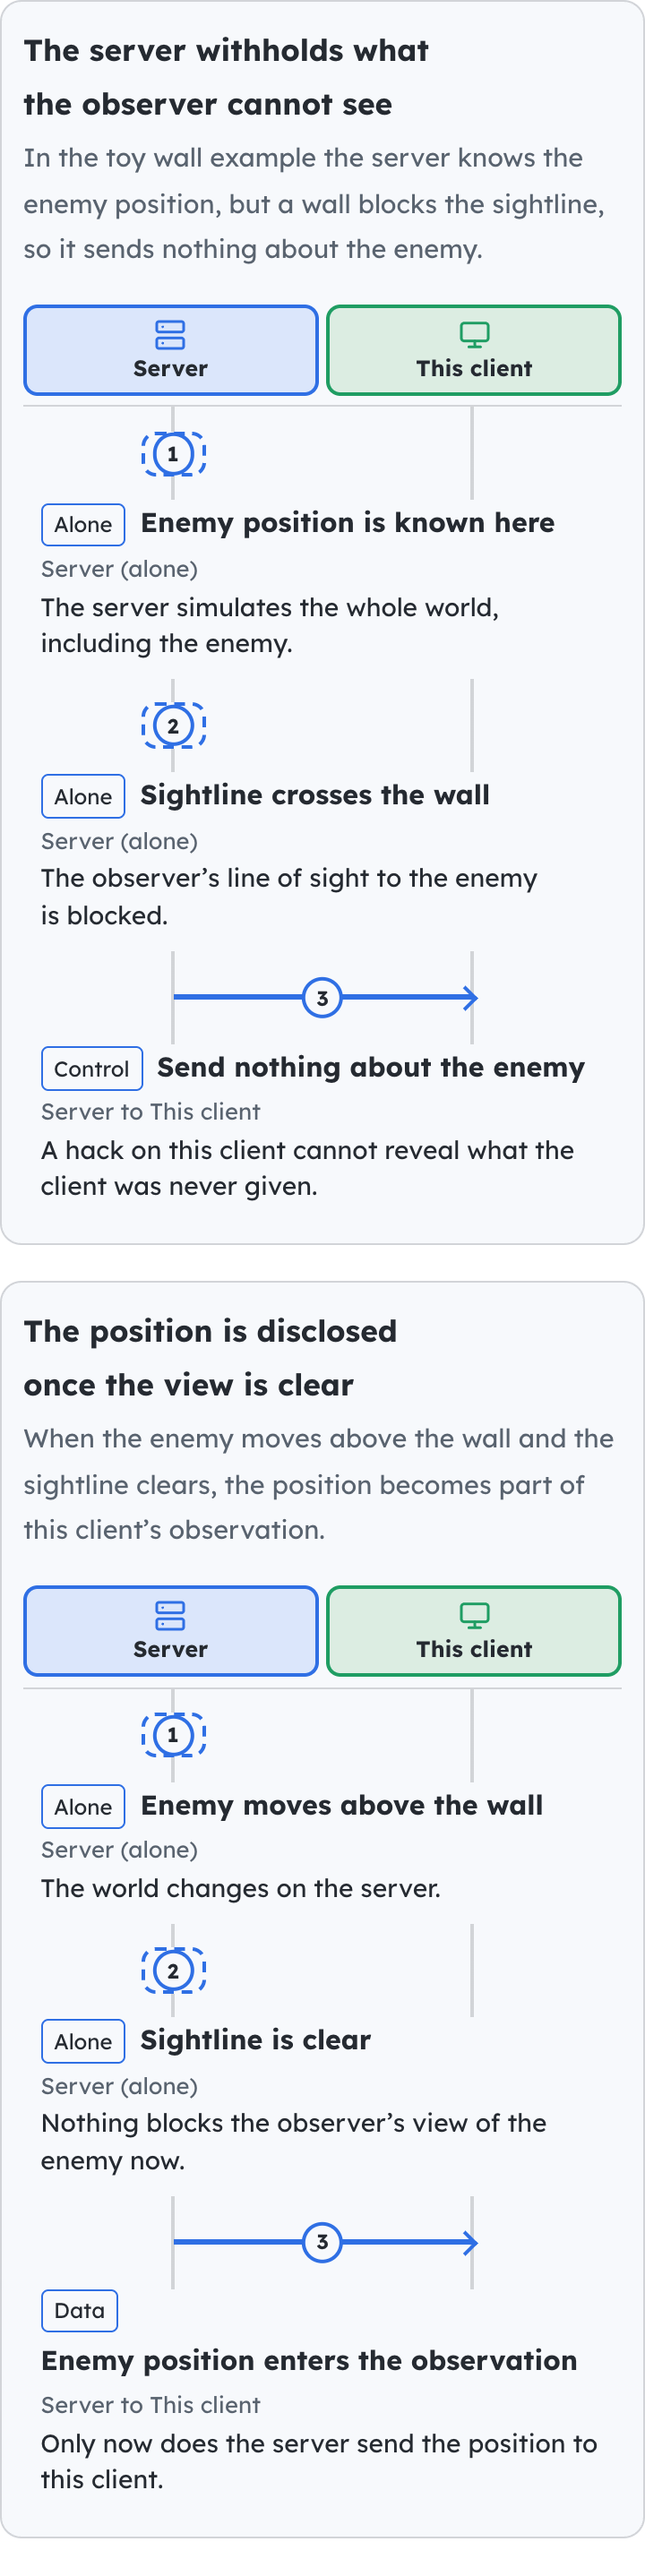 The server withholds what
the observer cannot see
In the toy wall example the server knows the
enemy position, but a wall blocks the sightline,
so it sends nothing about the enemy.
Server
This client
1
Alone
Enemy position is known here
Server (alone)
The server simulates the whole world,
including the enemy.
2
Alone
Sightline crosses the wall
Server (alone)
The observer’s line of sight to the enemy
is blocked.
3
Control
Send nothing about the enemy
Server to This client
A hack on this client cannot reveal what the
client was never given.
The position is disclosed
once the view is clear
When the enemy moves above the wall and the
sightline clears, the position becomes part of
this client’s observation.
Server
This client
1
Alone
Enemy moves above the wall
Server (alone)
The world changes on the server.
2
Alone
Sightline is clear
Server (alone)
Nothing blocks the observer’s view of the
enemy now.
3
Data
Enemy position enters the observation
Server to This client
Only now does the server send the position to
this client.